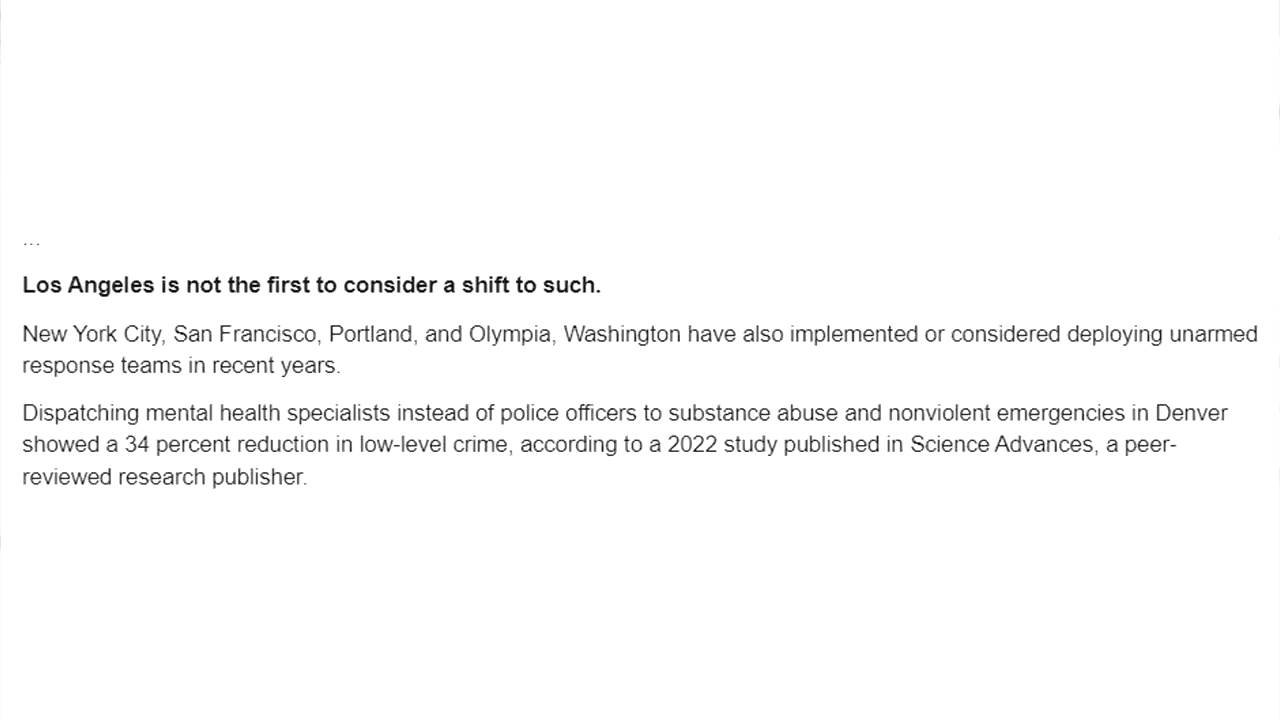 ...
Los Angeles is not the first to consider a shift to such.
New York City, San Francisco, Portland, and Olympia, Washington have also implemented or considered deploying unarmed
response teams in recent years.
Dispatching mental health specialists instead of police officers to substance abuse and nonviolent emergencies in Denver
showed a 34 percent reduction in low-level crime, according to a 2022 study published in Science Advances, a peer-
reviewed research publisher.